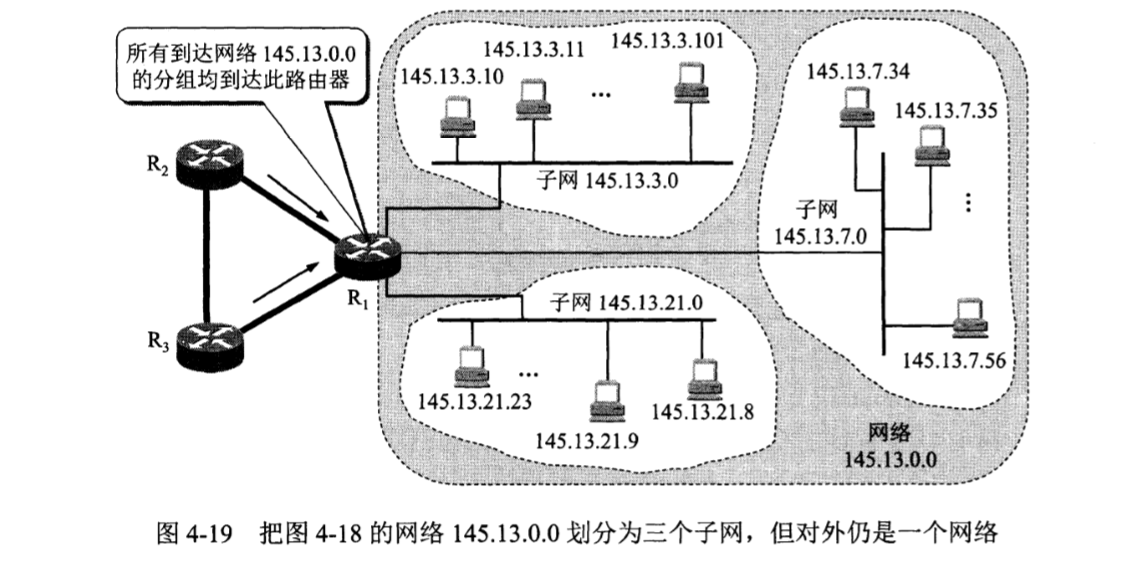 所有到达网络 145.13.0.0
的分组均到达此路由器
145.13.3.10
145.13.3.11
145.13.3.101
...
子网 145.13.3.0
145.13.7.34
145.13.7.35
...
子网
145.13.7.0
145.13.7.56
R₂
R₁
R₃
子网 145.13.21.0
...
145.13.21.23
145.13.21.9
145.13.21.8
网络
145.13.0.0
图 4-19 把图 4-18 的网络 145.13.0.0 划分为三个子网，但对外仍是一个网络